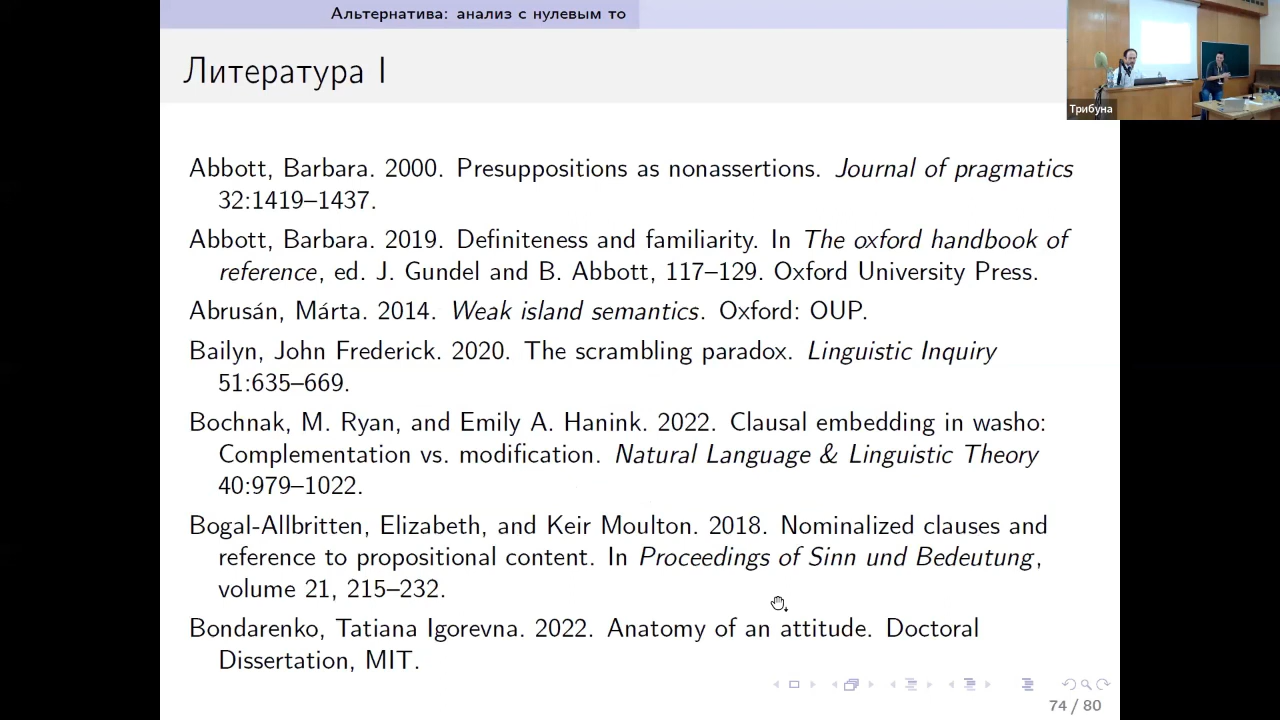 Альтернатива: анализ с нулевым то
Литература I
Трибуна
Abbott, Barbara. 2000. Presuppositions as nonassertions. Journal of pragmatics
32:1419–1437.
Abbott, Barbara. 2019. Definiteness and familiarity. In The oxford handbook of
reference, ed. J. Gundel and B. Abbott, 117–129. Oxford University Press.
Abrusán, Márta. 2014. Weak island semantics. Oxford: OUP.
Bailyn, John Frederick. 2020. The scrambling paradox. Linguistic Inquiry
51:635–669.
Bochnak, M. Ryan, and Emily A. Hanink. 2022. Clausal embedding in washo:
Complementation vs. modification. Natural Language & Linguistic Theory
40:979–1022.
Bogal-Allbritten, Elizabeth, and Keir Moulton. 2018. Nominalized clauses and
reference to propositional content. In Proceedings of Sinn und Bedeutung,
volume 21, 215–232.
Bondarenko, Tatiana Igorevna. 2022. Anatomy of an attitude. Doctoral
Dissertation, MIT.
74 / 80